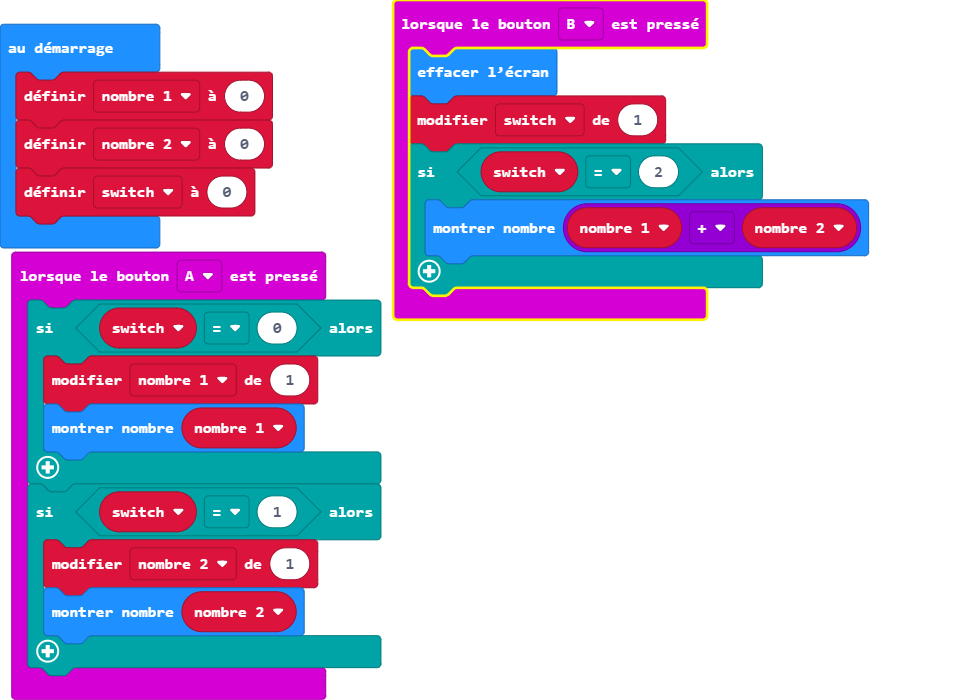 au démarrage
définir nombre 1 à 0
définir nombre 2 à 0
définir switch à 0
lorsque le bouton A est pressé
si switch = 0 alors
modifier nombre 1 de 1
montrer nombre nombre 1
si switch = 1 alors
modifier nombre 2 de 1
montrer nombre nombre 2
lorsque le bouton B est pressé
effacer l’écran
modifier switch de 1
si switch = 2 alors
montrer nombre nombre 1 + nombre 2